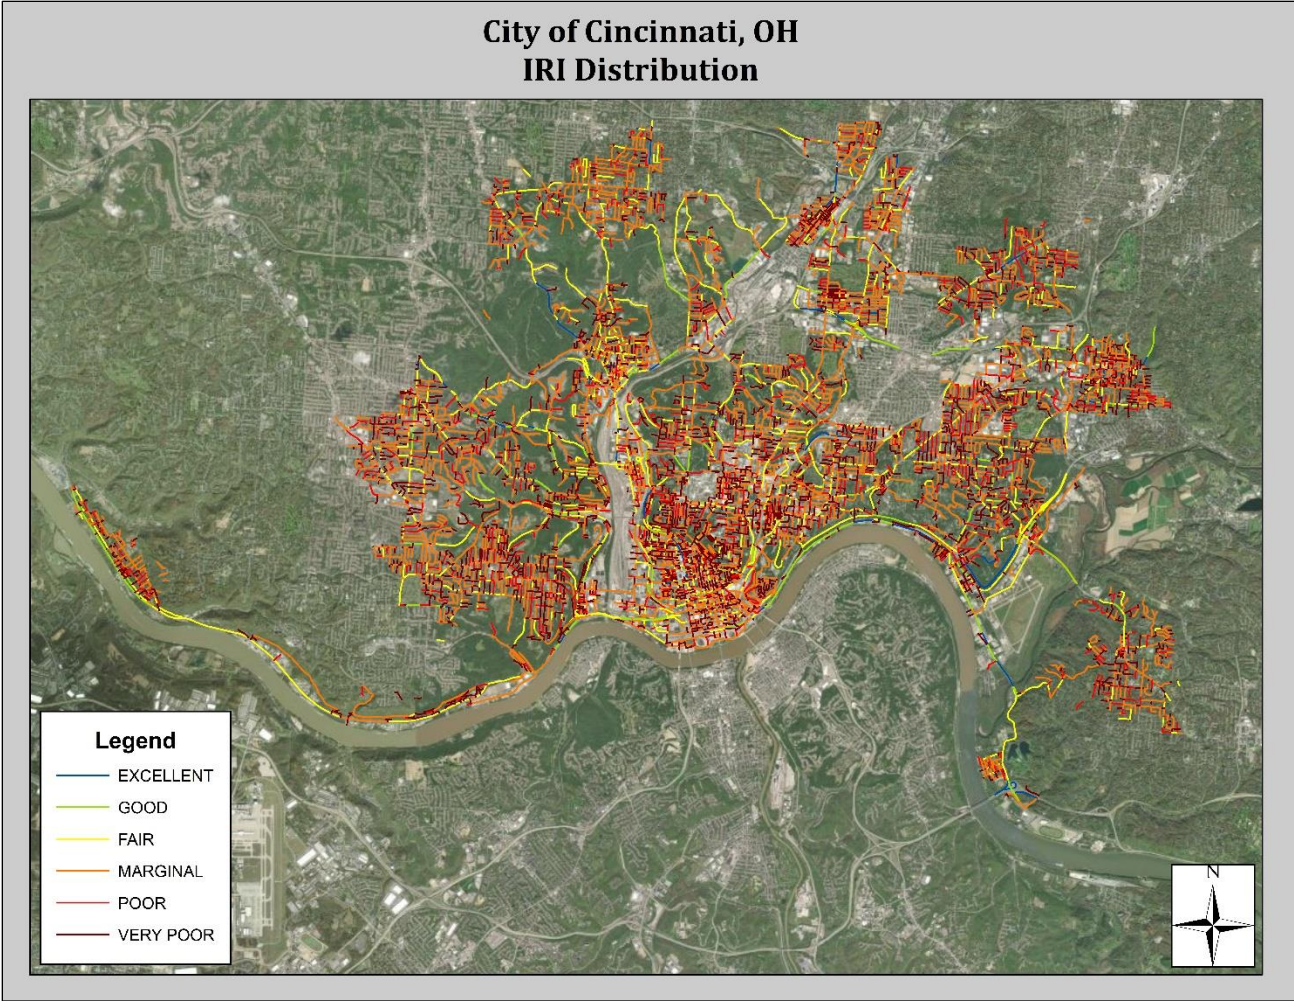 City of Cincinnati, OH
IRI Distribution
Legend
EXCELLENT
GOOD
FAIR
MARGINAL
POOR
VERY POOR
N